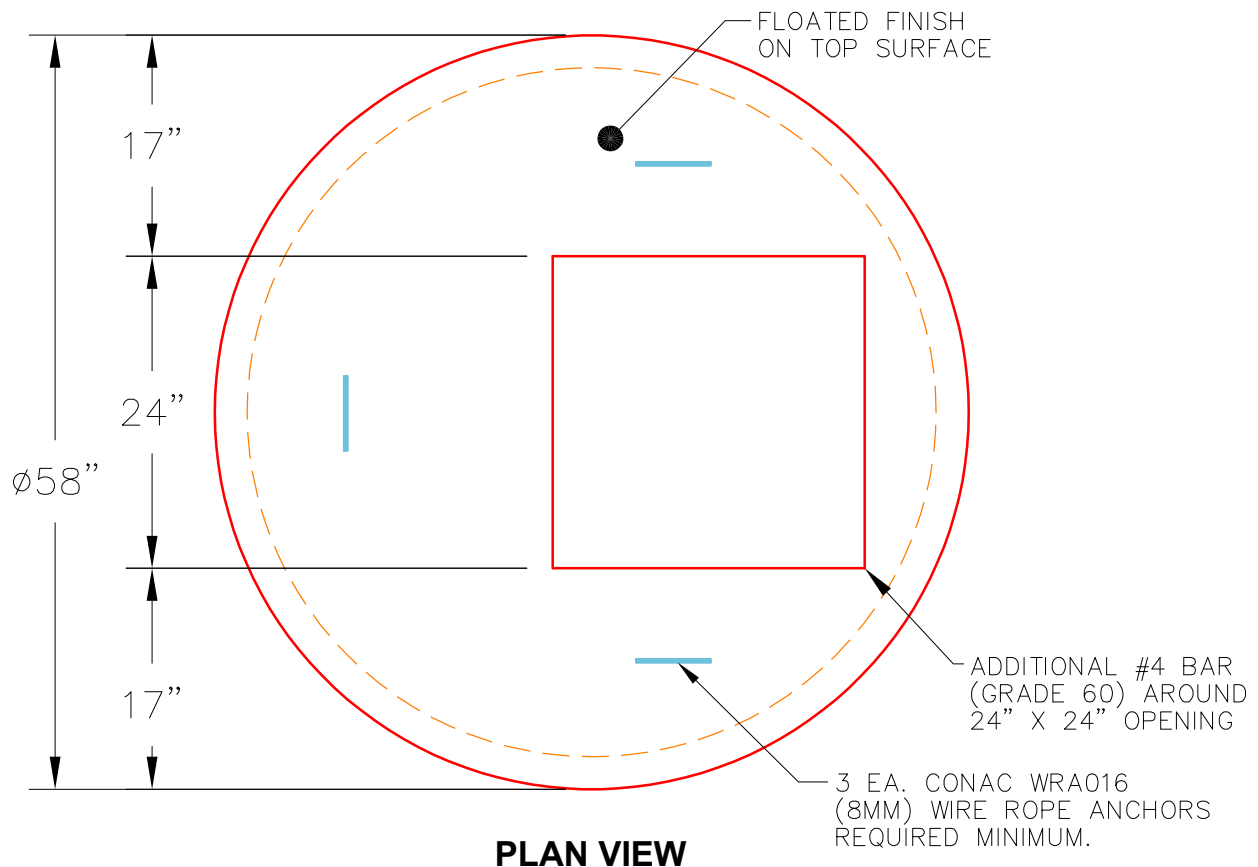 FLOATED FINISH
ON TOP SURFACE
17”
24”
ø58”
17”
ADDITIONAL #4 BAR
(GRADE 60) AROUND
24” X 24” OPENING
3 EA. CONAC WRA016
(8MM) WIRE ROPE ANCHORS
REQUIRED MINIMUM.
PLAN VIEW